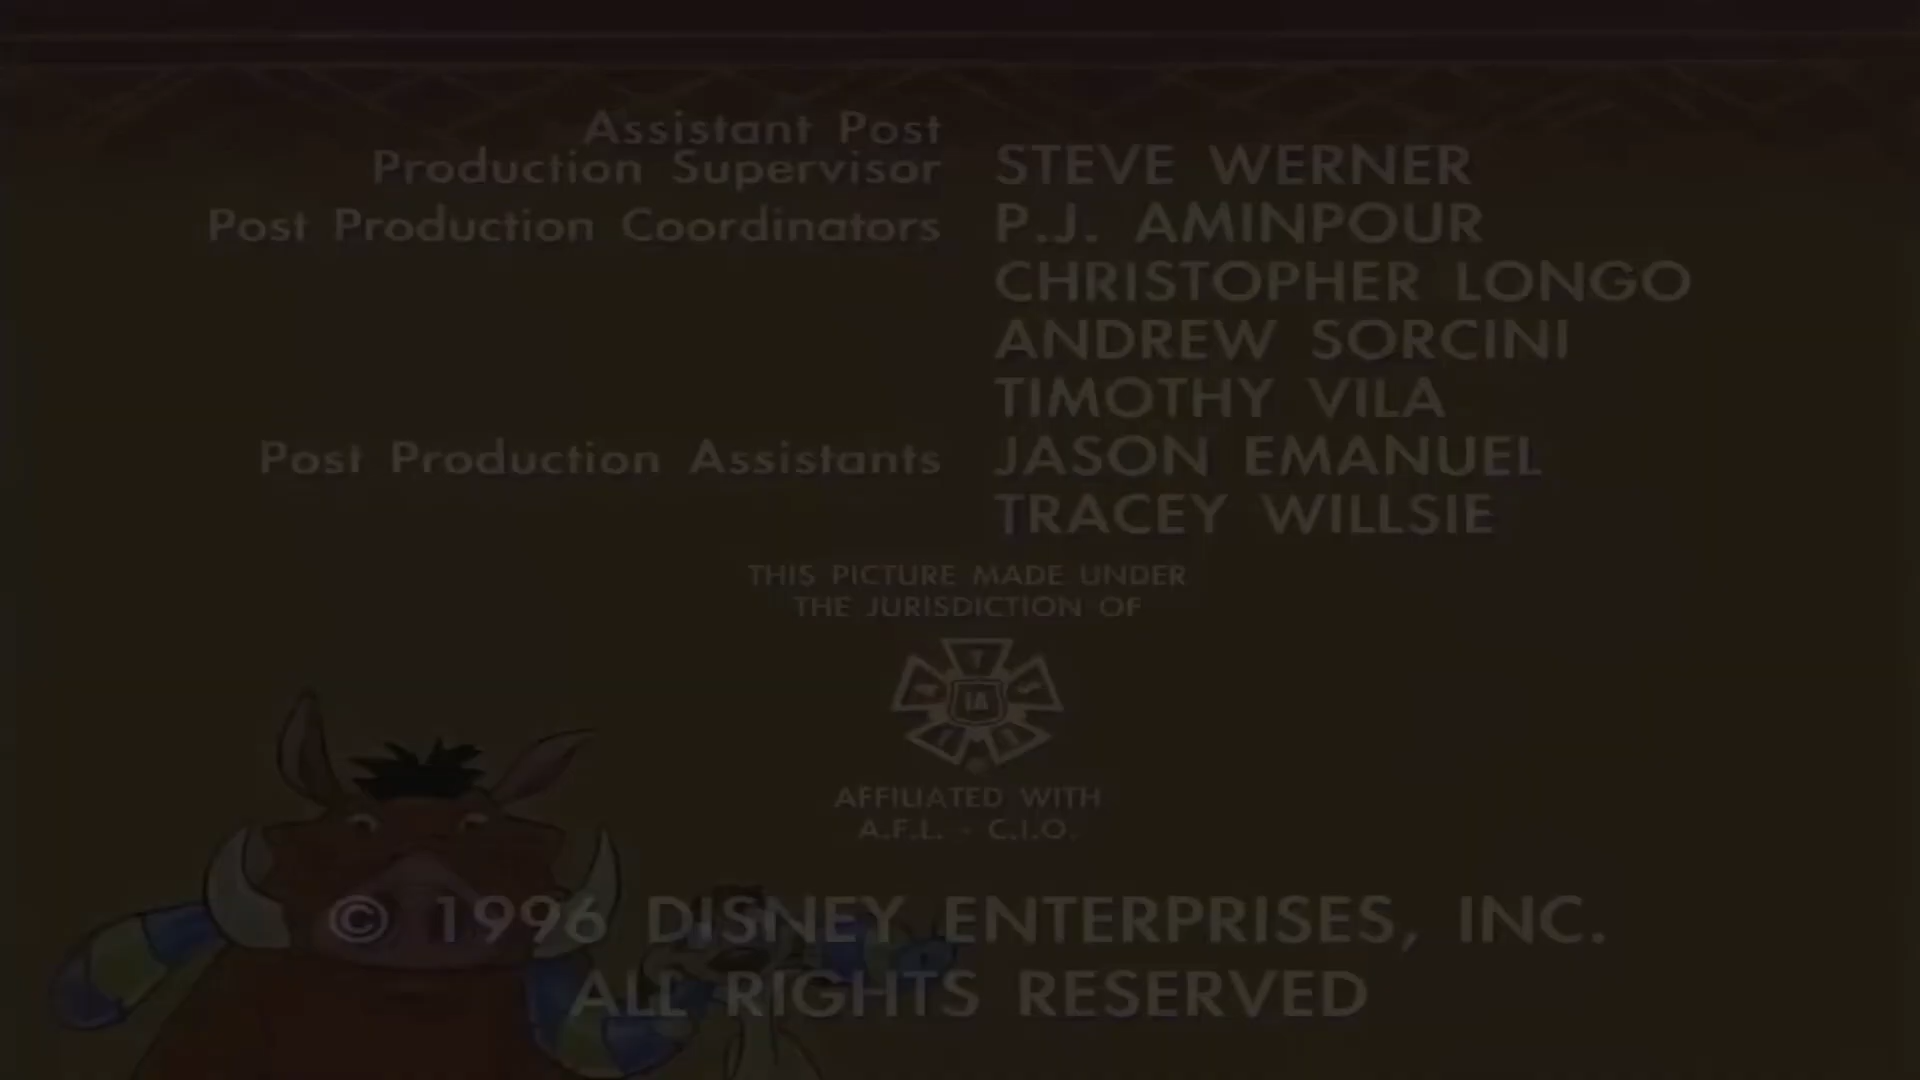 Assistant Post
Production Supervisor STEVE WERNER
Post Production Coordinators P.J. AMINPOUR
CHRISTOPHER LONGO
ANDREW SORCINI
TIMOTHY VILA
Post Production Assistants JASON EMANUEL
TRACEY WILLSIE
THIS PICTURE MADE UNDER
THE JURISDICTION OF
IA
AFFILIATED WITH
A.F.L. - C.I.O.
© 1996 DISNEY ENTERPRISES, INC.
ALL RIGHTS RESERVED